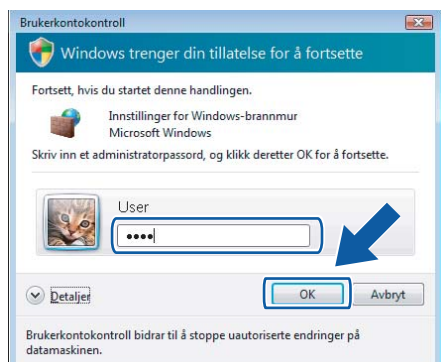 Brukerkontokontroll
Windows trenger din tillatelse for å fortsette
Fortsett, hvis du startet denne handlingen.
Innstillinger for Windows-brannmur
Microsoft Windows
Skriv inn et administratorpassord, og klikk deretter OK for å fortsette.
User
••••
Detaljer
OK
Avbryt
Brukerkontokontroll bidrar til å stoppe uautoriserte endringer på
datamaskinen.